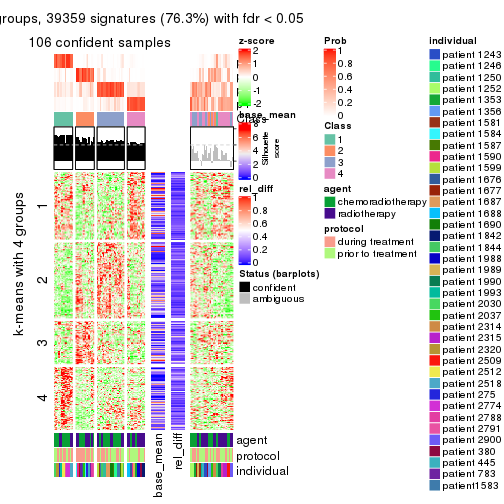 groups, 39359 signatures (76.3%) with fdr < 0.05
106 confident samples
k-means with 4 groups
1
2
3
4
base_mean
rel_diff
agent
protocol
individual
z-score
2
1
0
-1
-2
base_mean
8
6
4
2
0
Silhouette
score
rel_diff
1
0.8
0.6
0.4
0.2
0
Status (barplots)
confident
ambiguous
Prob
1
0.8
0.6
0.4
0.2
0
Class
1
2
3
4
agent
chemoradiotherapy
radiotherapy
protocol
during treatment
prior to treatment
individual
patient 1243
patient 1246
patient 1250
patient 1252
patient 1353
patient 1356
patient 1581
patient 1584
patient 1587
patient 1590
patient 1599
patient 1676
patient 1677
patient 1687
patient 1688
patient 1690
patient 1842
patient 1844
patient 1988
patient 1989
patient 1990
patient 1993
patient 2030
patient 2037
patient 2314
patient 2315
patient 2320
patient 2509
patient 2512
patient 2518
patient 275
patient 2774
patient 2788
patient 2791
patient 2900
patient 380
patient 445
patient 783
patient1583